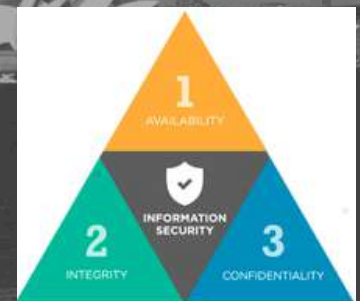 1
AVAILABILITY
INFORMATION
SECURITY
2
INTEGRITY
3
CONFIDENTIALITY